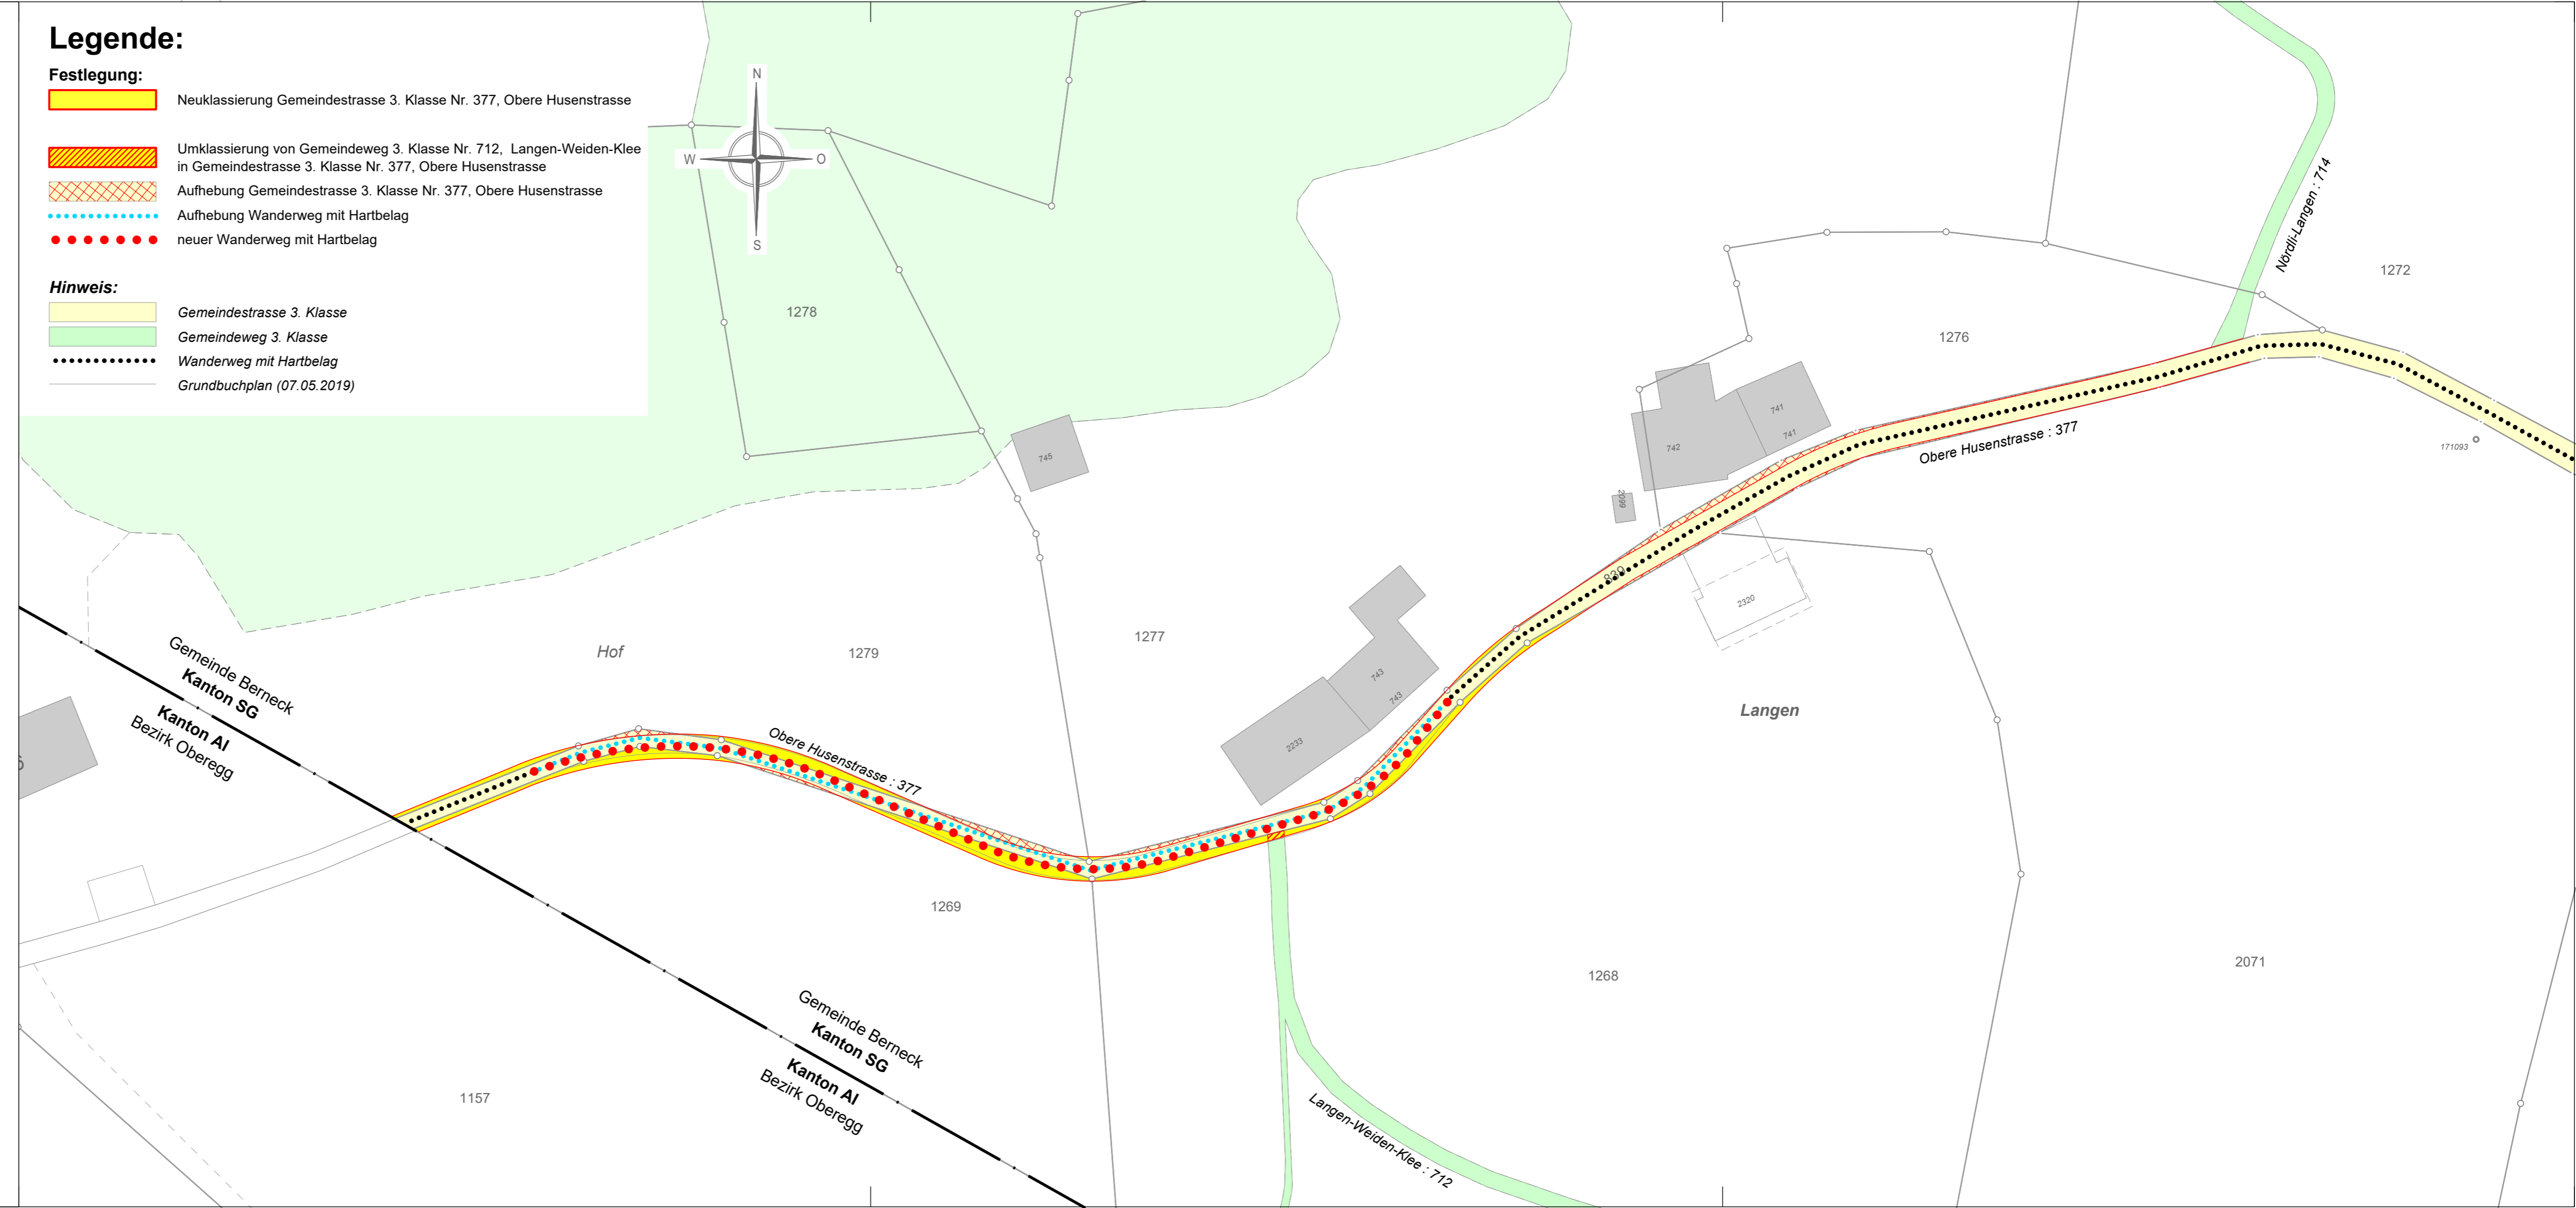 Legende:
Festlegung:
Neuklassierung Gemeindestrasse 3. Klasse Nr. 377, Obere Husenstrasse
Umklassierung von Gemeindeweg 3. Klasse Nr. 712, Langen-Weiden-Klee
in Gemeindestrasse 3. Klasse Nr. 377, Obere Husenstrasse
Aufhebung Gemeindestrasse 3. Klasse Nr. 377, Obere Husenstrasse
Aufhebung Wanderweg mit Hartbelag
neuer Wanderweg mit Hartbelag
Hinweis:
Gemeindestrasse 3. Klasse
Gemeindeweg 3. Klasse
Wanderweg mit Hartbelag
Grundbuchplan (07.05.2019)
N
W
O
S
1278
Nördli-Langen : 714
1272
1276
741
741
742
745
Obere Husenstrasse : 377
171093
2099
839
2320
Gemeinde Berneck
Kanton SG
Kanton AI
Bezirk Oberegg
Hof
1279
1277
743
743
2233
Langen
Obere Husenstrasse : 377
1269
1268
2071
Gemeinde Berneck
Kanton SG
Kanton AI
Bezirk Oberegg
1157
Langen-Weiden-Klee : 712